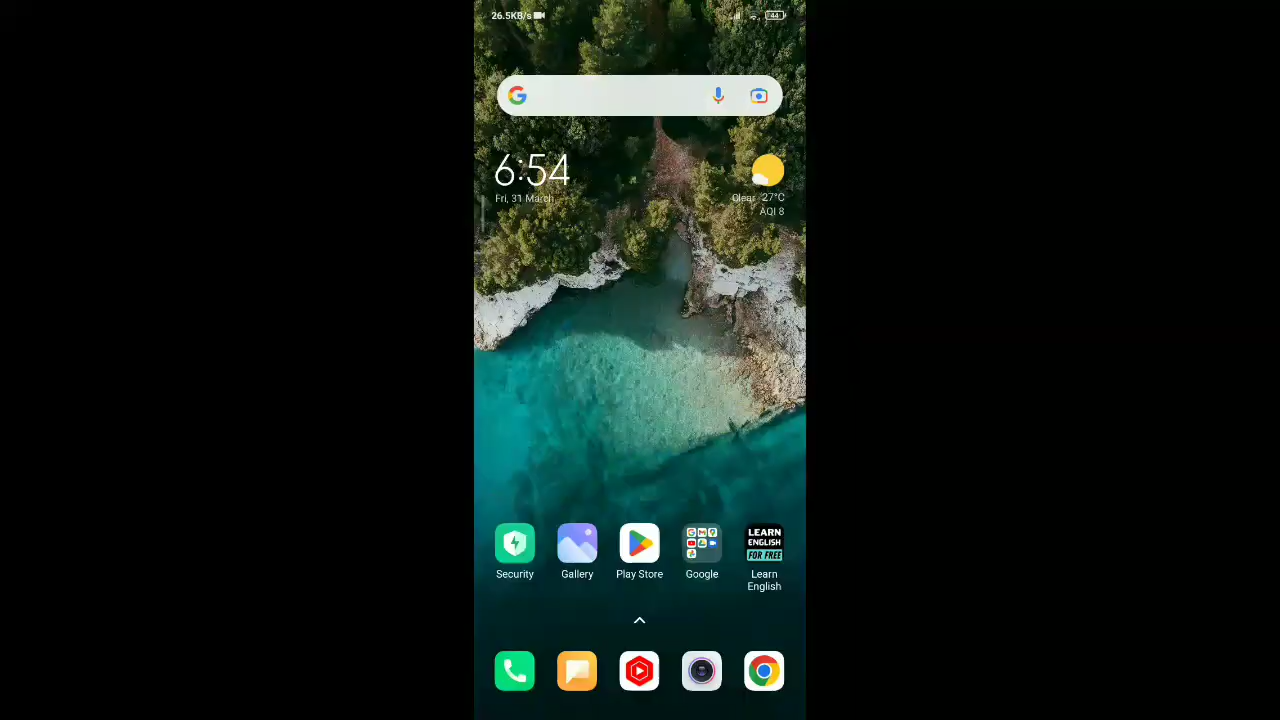 26.5KB/s
44
6:54
Fri, 31 March
Clear 27°C
AQI 8
LEARN
ENGLISH
FOR FREE
Security
Gallery
Play Store
Google
Learn
English